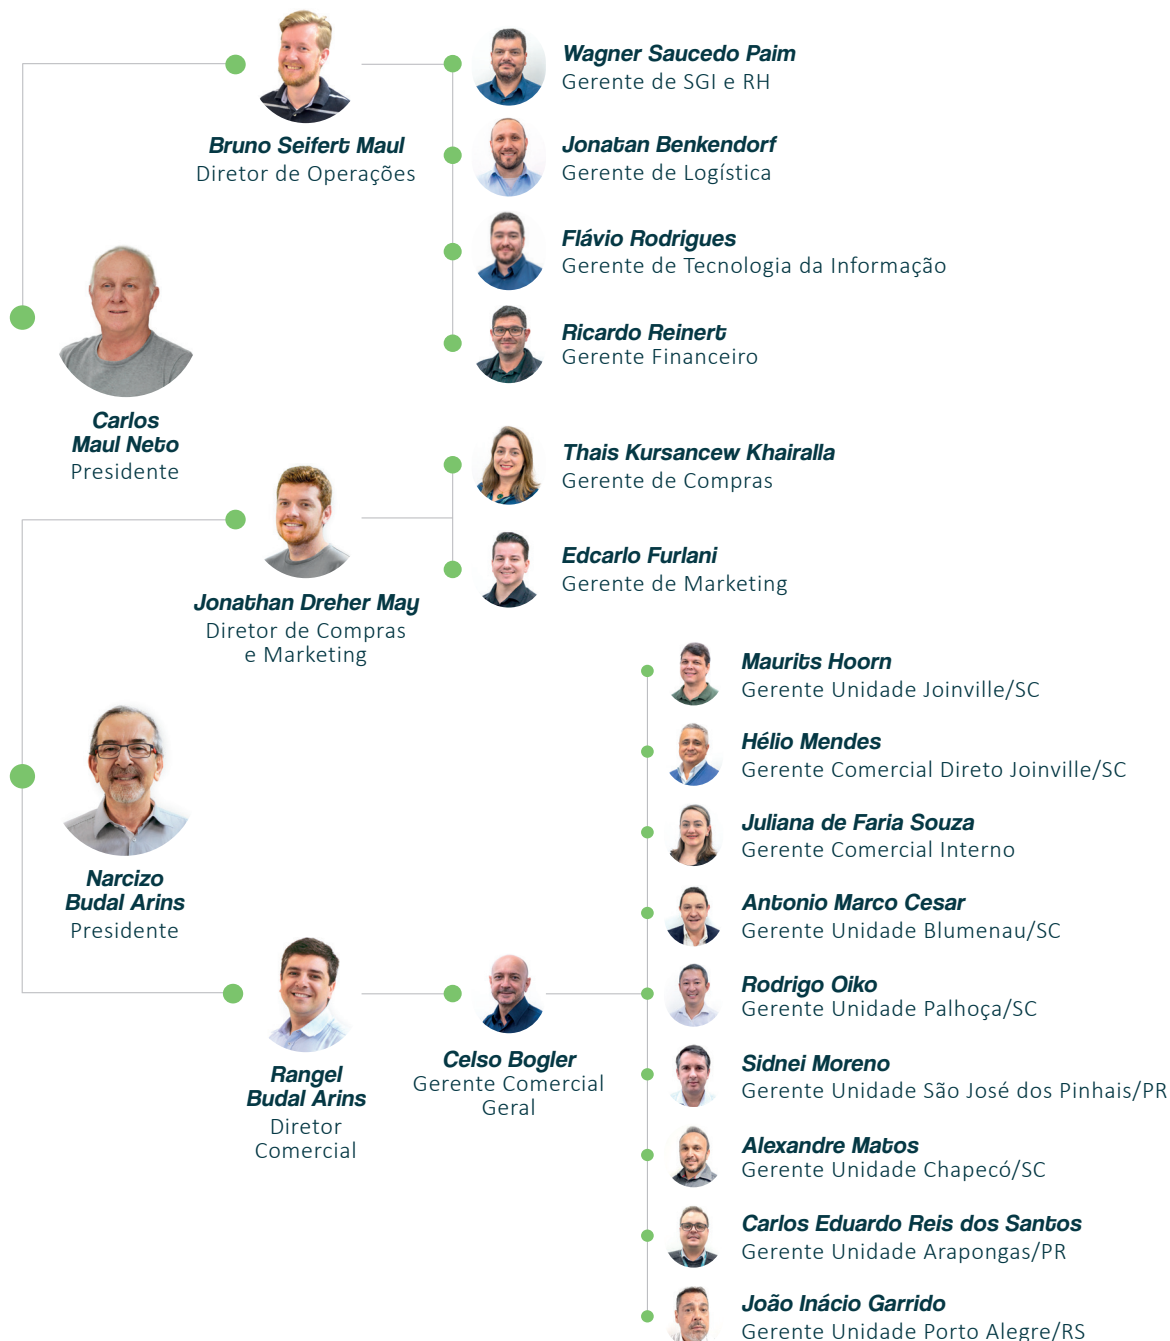 Bruno Seifert Maul
Diretor de Operações
Wagner Saucedo Paim
Gerente de SGI e RH
Jonatan Benkendorf
Gerente de Logística
Flávio Rodrigues
Gerente de Tecnologia da Informação
Ricardo Reinert
Gerente Financeiro
Carlos
Maul Neto
Presidente
Jonathan Dreher May
Diretor de Compras
e Marketing
Thais Kursancew Khairalla
Gerente de Compras
Edcarlo Furlani
Gerente de Marketing
Narcizo
Budal Arins
Presidente
Rangel
Budal Arins
Diretor
Comercial
Celso Bogler
Gerente Comercial
Geral
Maurits Hoorn
Gerente Unidade Joinville/SC
Hélio Mendes
Gerente Comercial Direto Joinville/SC
Juliana de Faria Souza
Gerente Comercial Interno
Antonio Marco Cesar
Gerente Unidade Blumenau/SC
Rodrigo Oiko
Gerente Unidade Palhoça/SC
Sidnei Moreno
Gerente Unidade São José dos Pinhais/PR
Alexandre Matos
Gerente Unidade Chapecó/SC
Carlos Eduardo Reis dos Santos
Gerente Unidade Arapongas/PR
João Inácio Garrido
Gerente Unidade Porto Alegre/RS